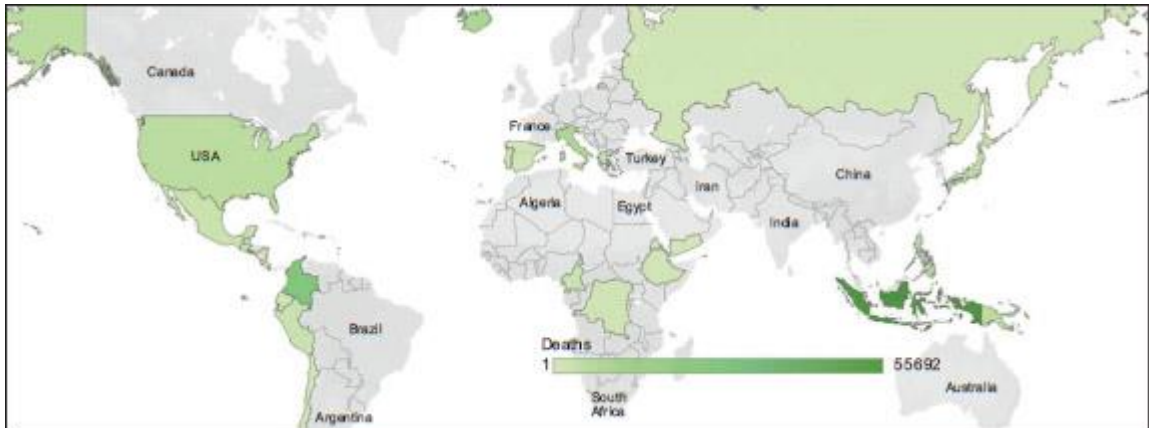 Canada
France
USA
Turkey
China
Iran
Algeria
Egypt
India
Brazil
Deaths
1
55692
South
Africa
Australia
Argentina